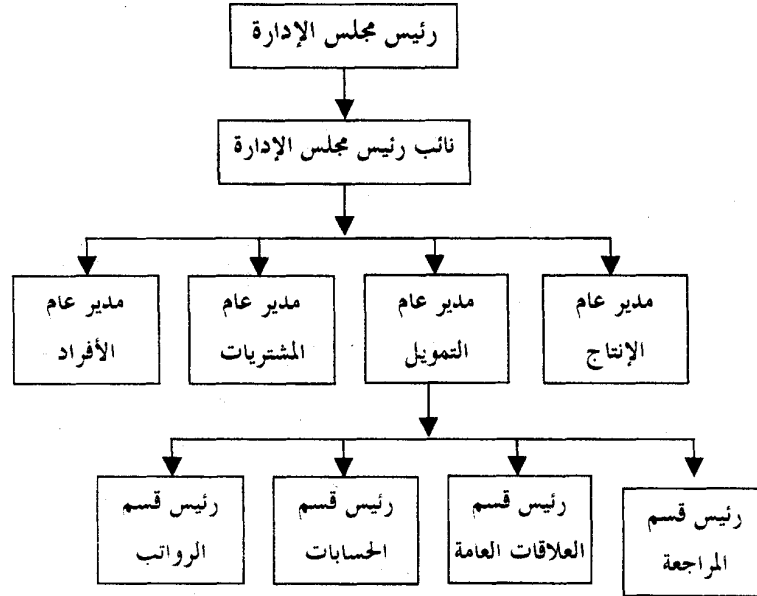 رئيس مجلس الإدارة
نائب رئيس مجلس الإدارة
مدير عام
الإنتاج
مدير عام
التمويل
مدير عام
المشتريات
مدير عام
الأفراد
رئيس قسم
المراجعة
رئيس قسم
العلاقات العامة
رئيس قسم
الحسابات
رئيس قسم
الرواتب